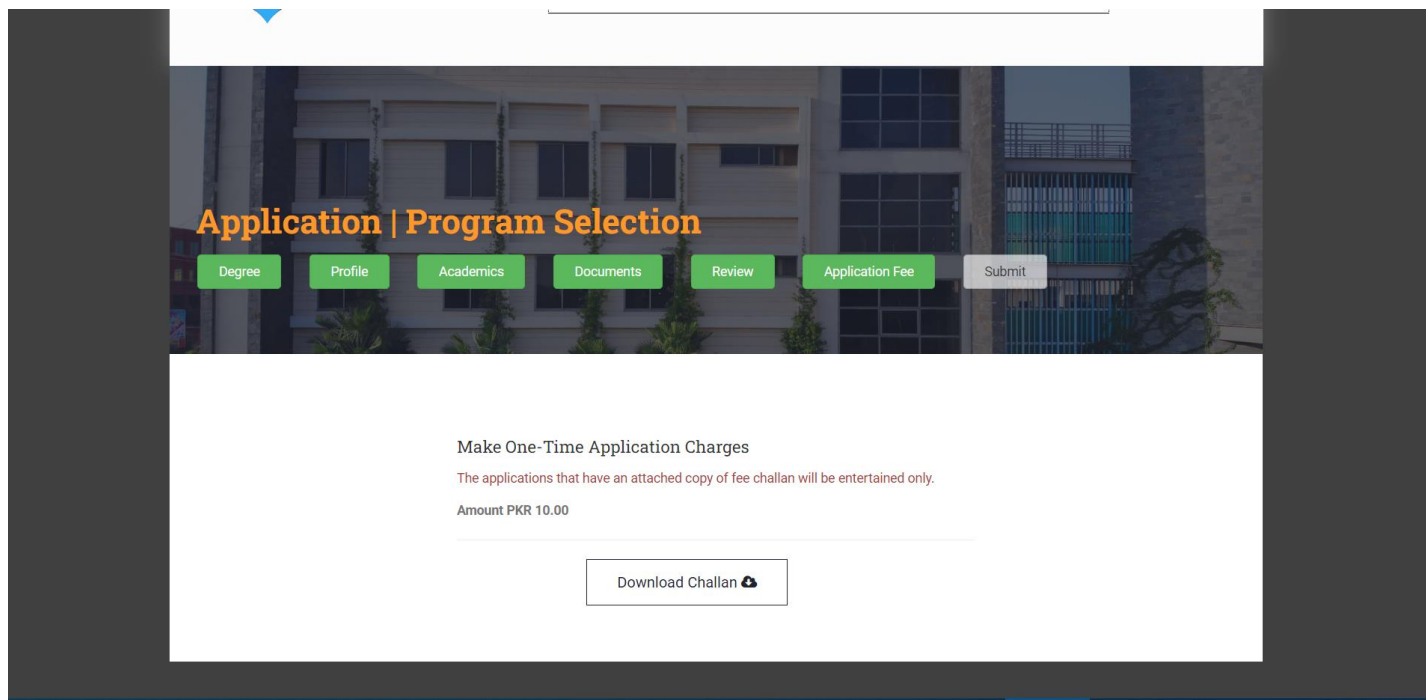 Application | Program Selection
Degree Profile Academics Documents Review Application Fee Submit
Make One-Time Application Charges
The applications that have an attached copy of fee challan will be entertained only.
Amount PKR 10.00
Download Challan